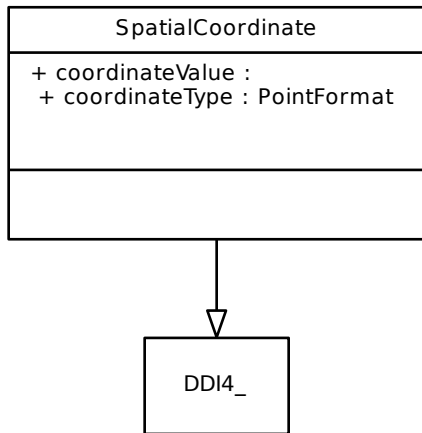 SpatialCoordinate
+ coordinateValue :
+ coordinateType : PointFormat
DDI4_